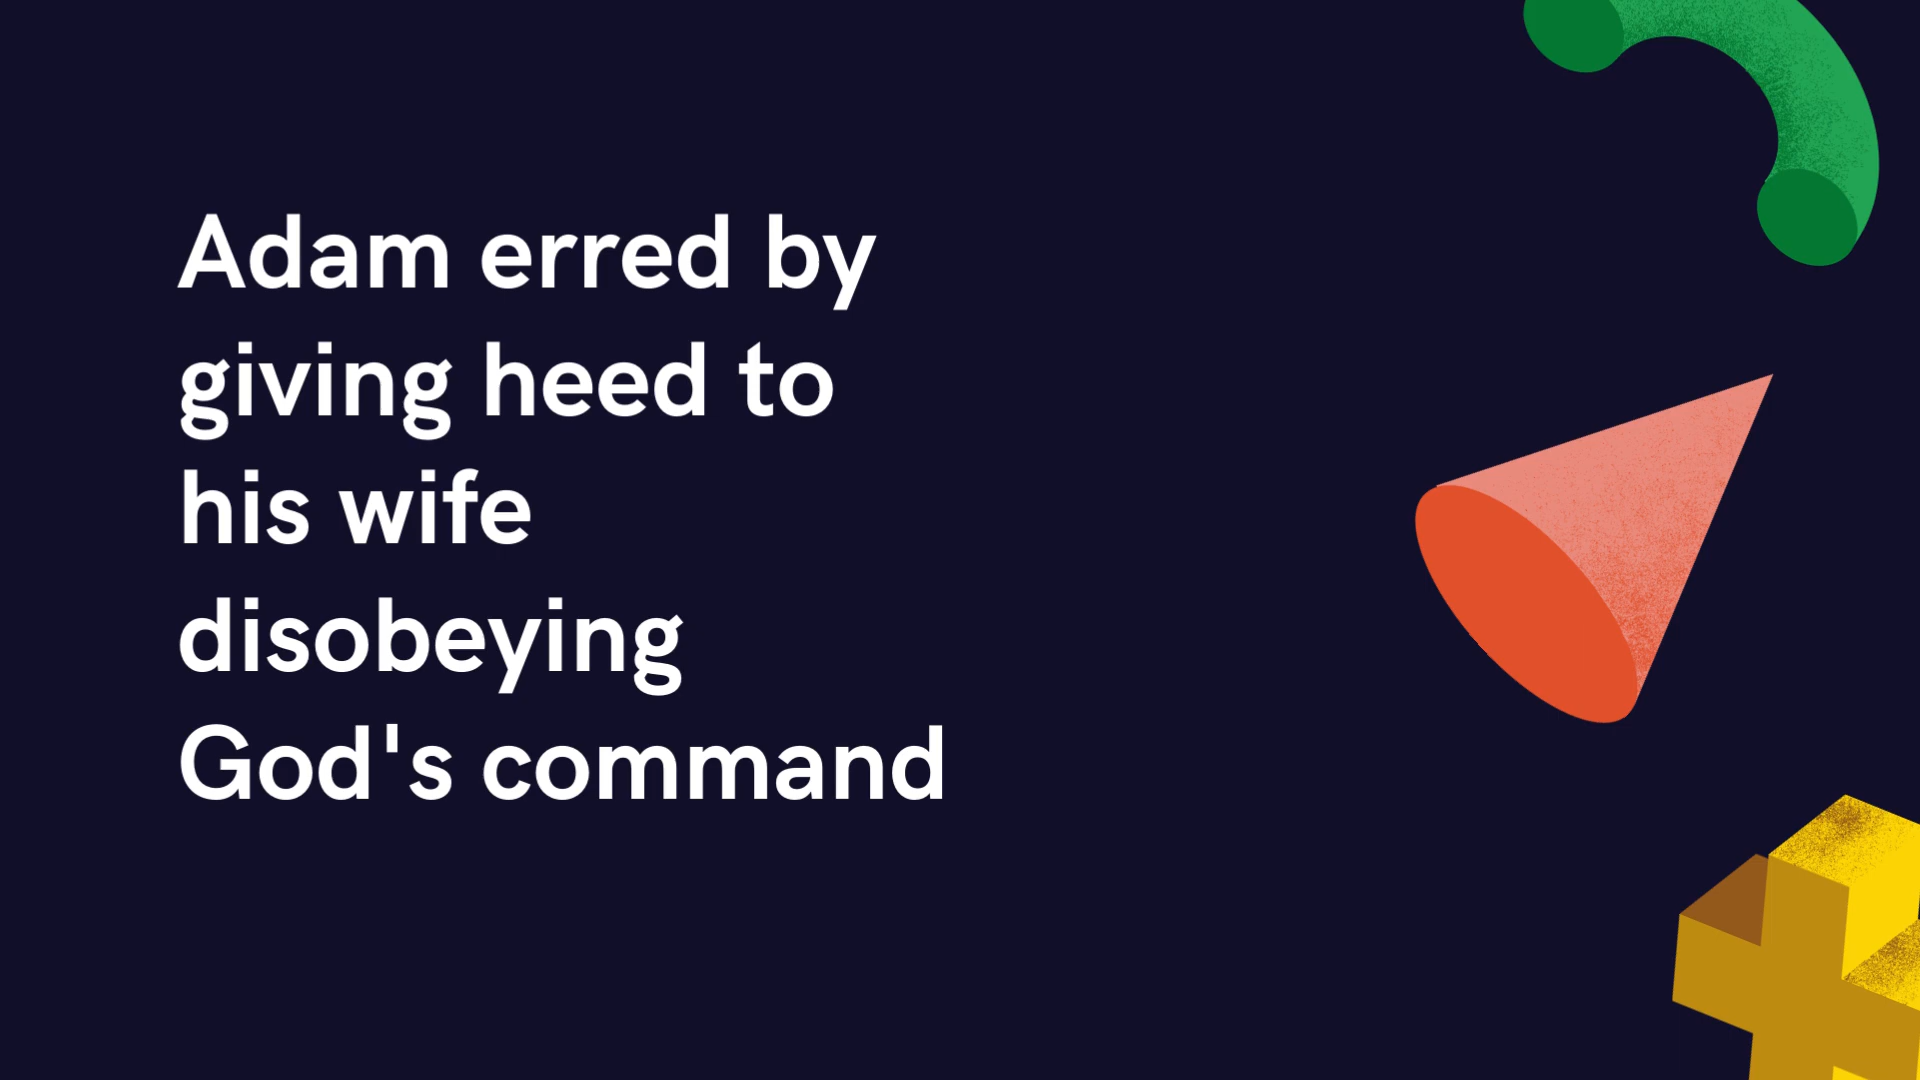 Adam erred by
giving heed to
his wife
disobeying
God's command